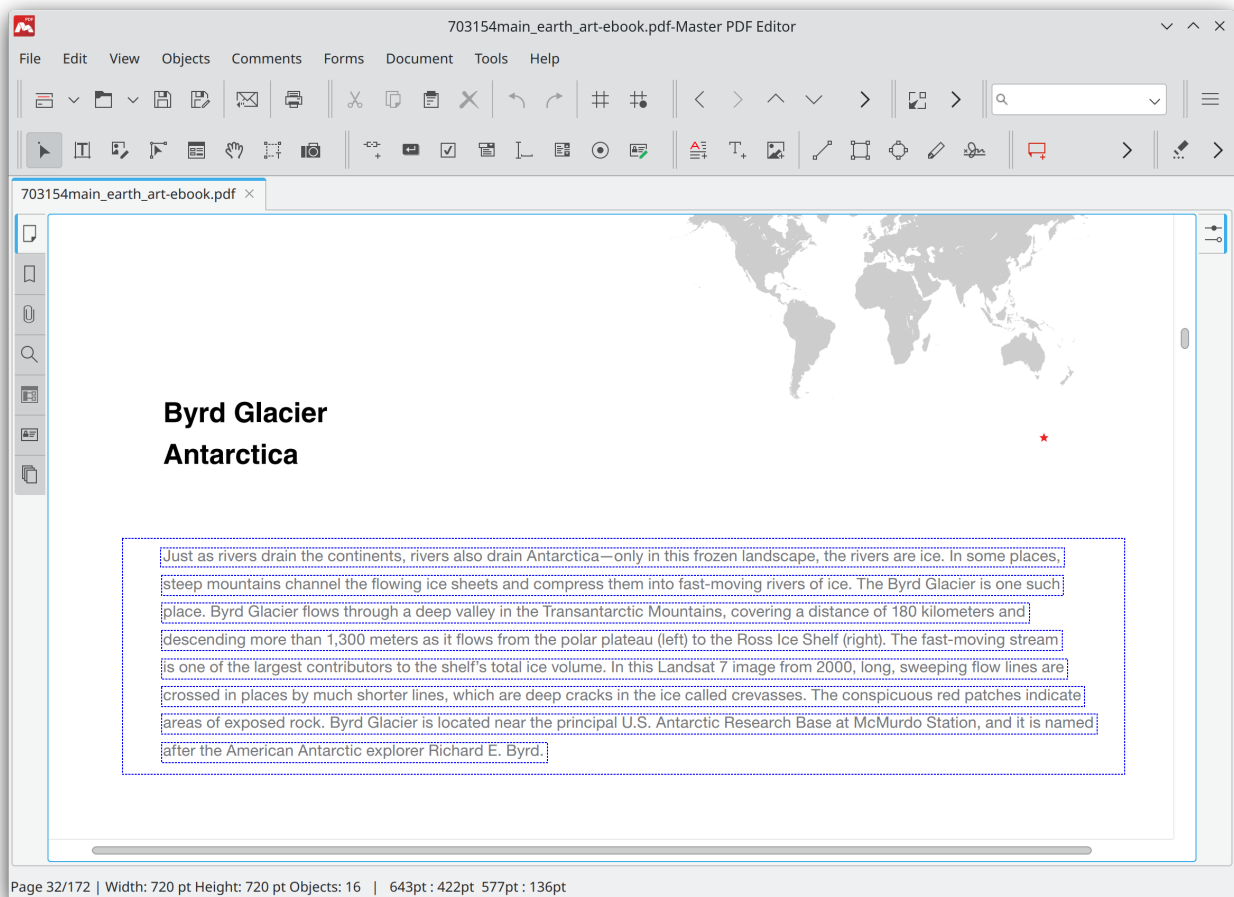 703154main_earth_art-ebook.pdf-Master PDF Editor
File Edit View Objects Comments Forms Document Tools Help
703154main_earth_art-ebook.pdf
Byrd Glacier
Antarctica
Just as rivers drain the continents, rivers also drain Antarctica—only in this frozen landscape, the rivers are ice. In some places,
steep mountains channel the flowing ice sheets and compress them into fast-moving rivers of ice. The Byrd Glacier is one such
place. Byrd Glacier flows through a deep valley in the Transantarctic Mountains, covering a distance of 180 kilometers and
descending more than 1,300 meters as it flows from the polar plateau (left) to the Ross Ice Shelf (right). The fast-moving stream
is one of the largest contributors to the shelf’s total ice volume. In this Landsat 7 image from 2000, long, sweeping flow lines are
crossed in places by much shorter lines, which are deep cracks in the ice called crevasses. The conspicuous red patches indicate
areas of exposed rock. Byrd Glacier is located near the principal U.S. Antarctic Research Base at McMurdo Station, and it is named
after the American Antarctic explorer Richard E. Byrd.
Page 32/172 | Width: 720 pt Height: 720 pt Objects: 16 | 643pt : 422pt 577pt : 136pt